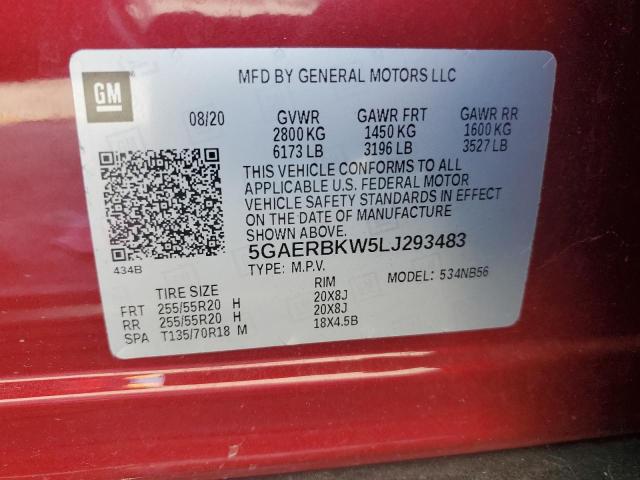 GM
MFD BY GENERAL MOTORS LLC
08/20 GVWR GAWR FRT GAWR RR
2800 KG 1450 KG 1600 KG
6173 LB 3196 LB 3527 LB
THIS VEHICLE CONFORMS TO ALL
APPLICABLE U.S. FEDERAL MOTOR
VEHICLE SAFETY STANDARDS IN EFFECT
ON THE DATE OF MANUFACTURE
5GAERBKW5LJ293483
434B
TYPE: M.P.V. MODEL: 534NB56
TIRE SIZE RIM
FRT 255/55R20 H 20X8J
RR 255/55R20 H 20X8J
SPA T135/70R18 M 18X4.5B